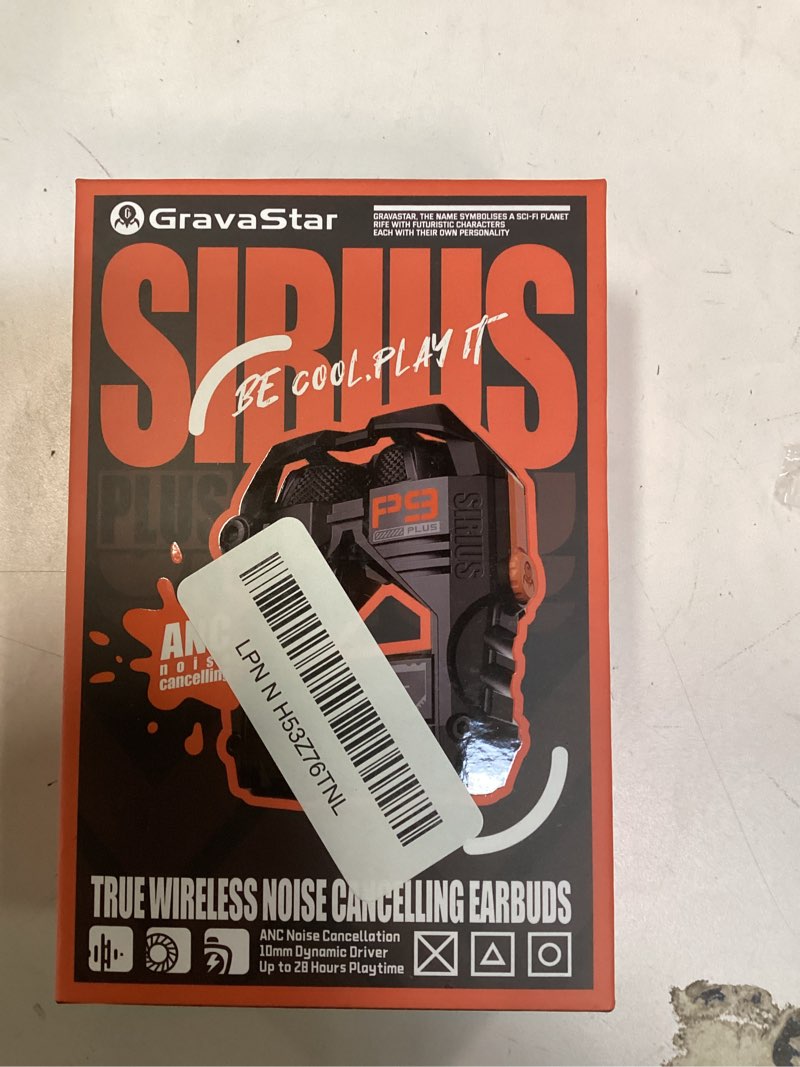 GravaStar
GRAVASTAR, THE NAME SYMBOLISES A SCI-FI PLANET
RIFE WITH FUTURISTIC CHARACTERS
EACH WITH THEIR OWN PERSONALITY
SIRIUS
BE COOL.PLAY IT
PLUS
P9
PLUS
SIRIUS
ANC
noise
cancelling
LPN N H53Z76TNL
TRUE WIRELESS NOISE CANCELLING EARBUDS
ANC Noise Cancellation
10mm Dynamic Driver
Up to 28 Hours Playtime